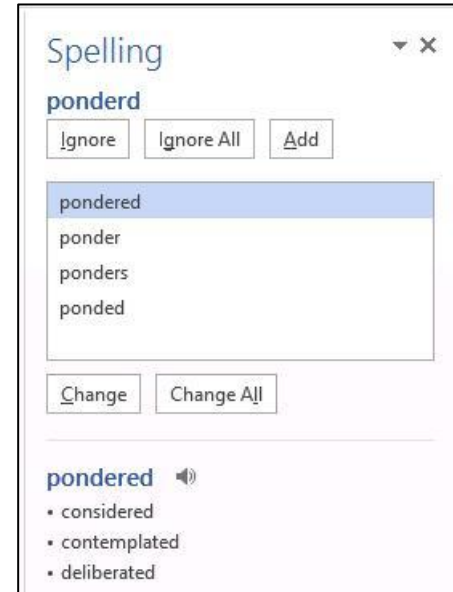 Spelling
ponderd
Ignore Ignore All Add
pondered
ponder
ponders
ponded
Change Change All
pondered
• considered
• contemplated
• deliberated